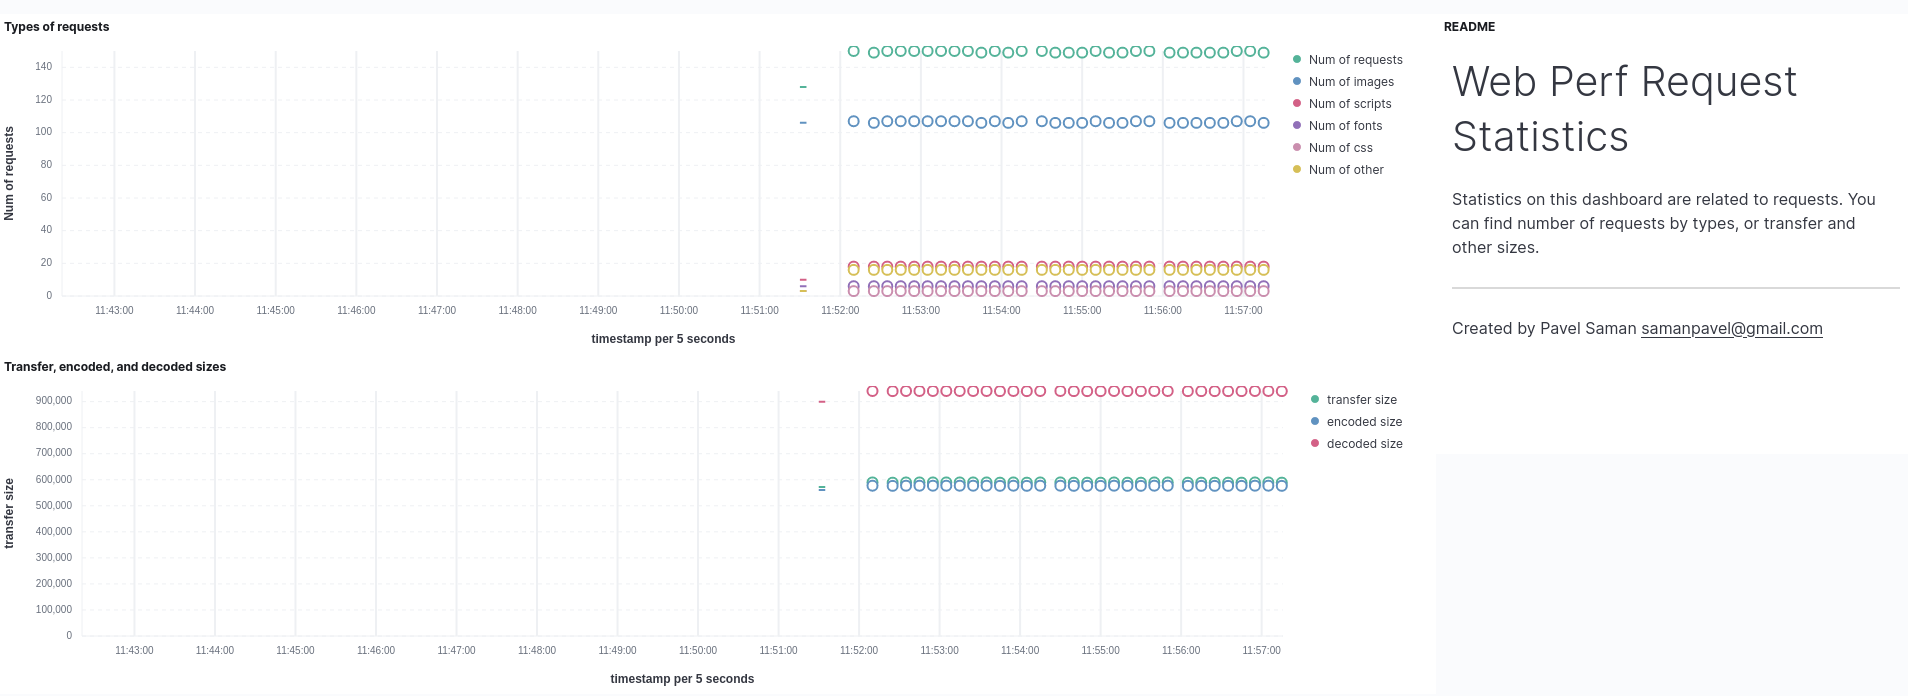 Types of requests
Num of requests
140
120
100
80
60
40
20
0
11:43:00 11:44:00 11:45:00 11:46:00 11:47:00 11:48:00 11:49:00 11:50:00 11:51:00 11:52:00 11:53:00 11:54:00 11:55:00 11:56:00 11:57:00
timestamp per 5 seconds
Num of requests
Num of images
Num of scripts
Num of fonts
Num of css
Num of other
Transfer, encoded, and decoded sizes
transfer size
900,000
800,000
700,000
600,000
500,000
400,000
300,000
200,000
100,000
0
11:43:00 11:44:00 11:45:00 11:46:00 11:47:00 11:48:00 11:49:00 11:50:00 11:51:00 11:52:00 11:53:00 11:54:00 11:55:00 11:56:00 11:57:00
timestamp per 5 seconds
transfer size
encoded size
decoded size
README
Web Perf Request
Statistics
Statistics on this dashboard are related to requests. You
can find number of requests by types, or transfer and
other sizes.
Created by Pavel Saman samanpavel@gmail.com